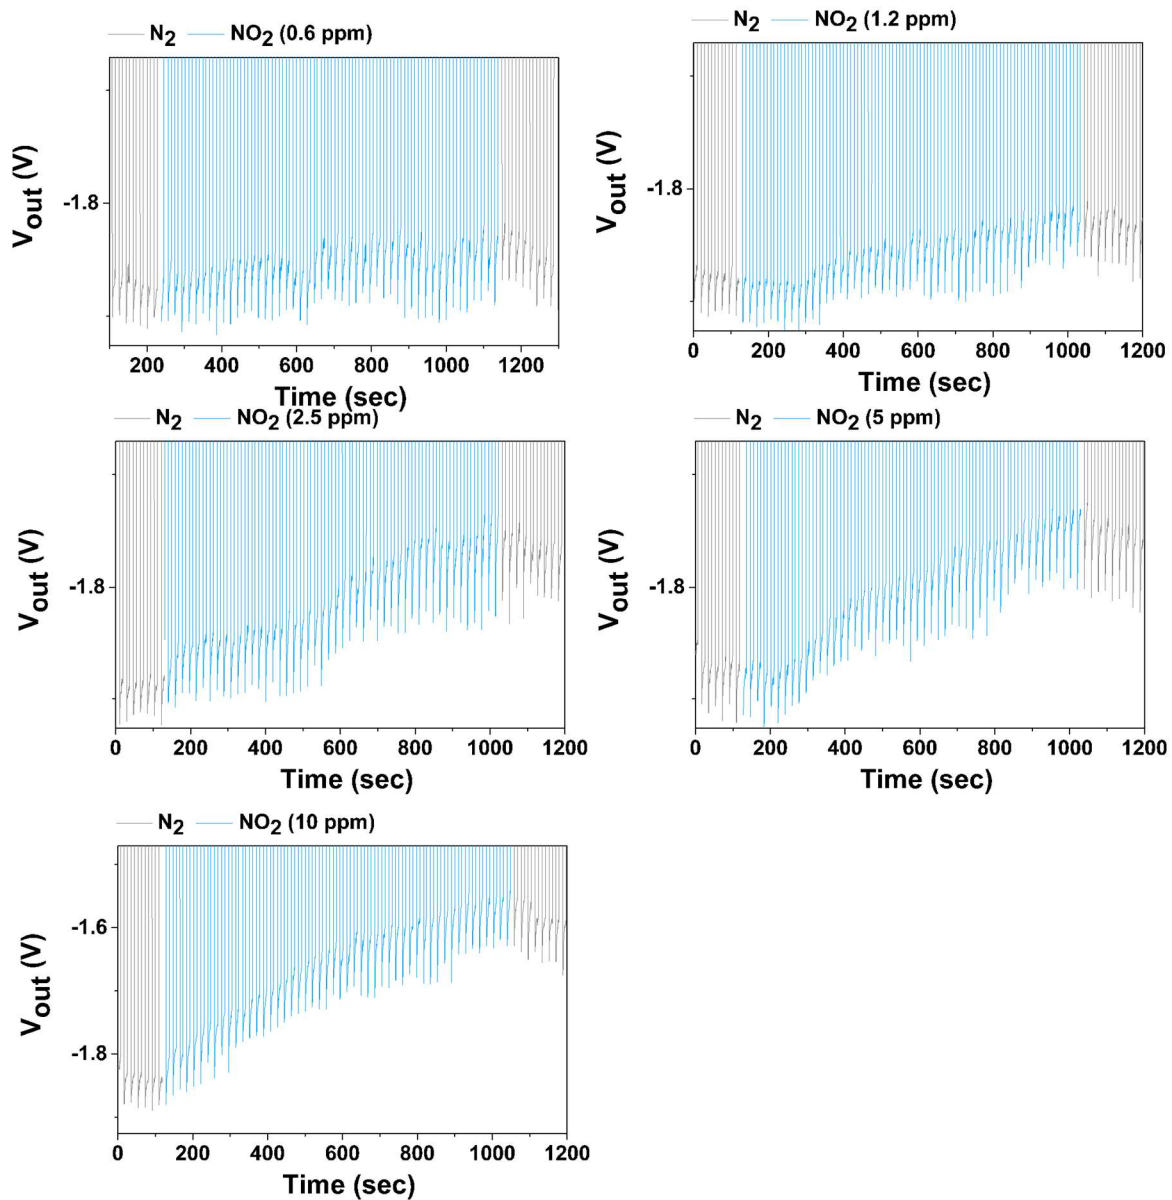 N2 NO2 (0.6 ppm)
Vout (V)
-1.8
200 400 600 800 1000 1200
Time (sec)
N2 NO2 (1.2 ppm)
Vout (V)
-1.8
0 200 400 600 800 1000 1200
Time (sec)
N2 NO2 (2.5 ppm)
Vout (V)
-1.8
0 200 400 600 800 1000 1200
Time (sec)
N2 NO2 (5 ppm)
Vout (V)
-1.8
0 200 400 600 800 1000 1200
Time (sec)
N2 NO2 (10 ppm)
Vout (V)
-1.6
-1.8
0 200 400 600 800 1000 1200
Time (sec)